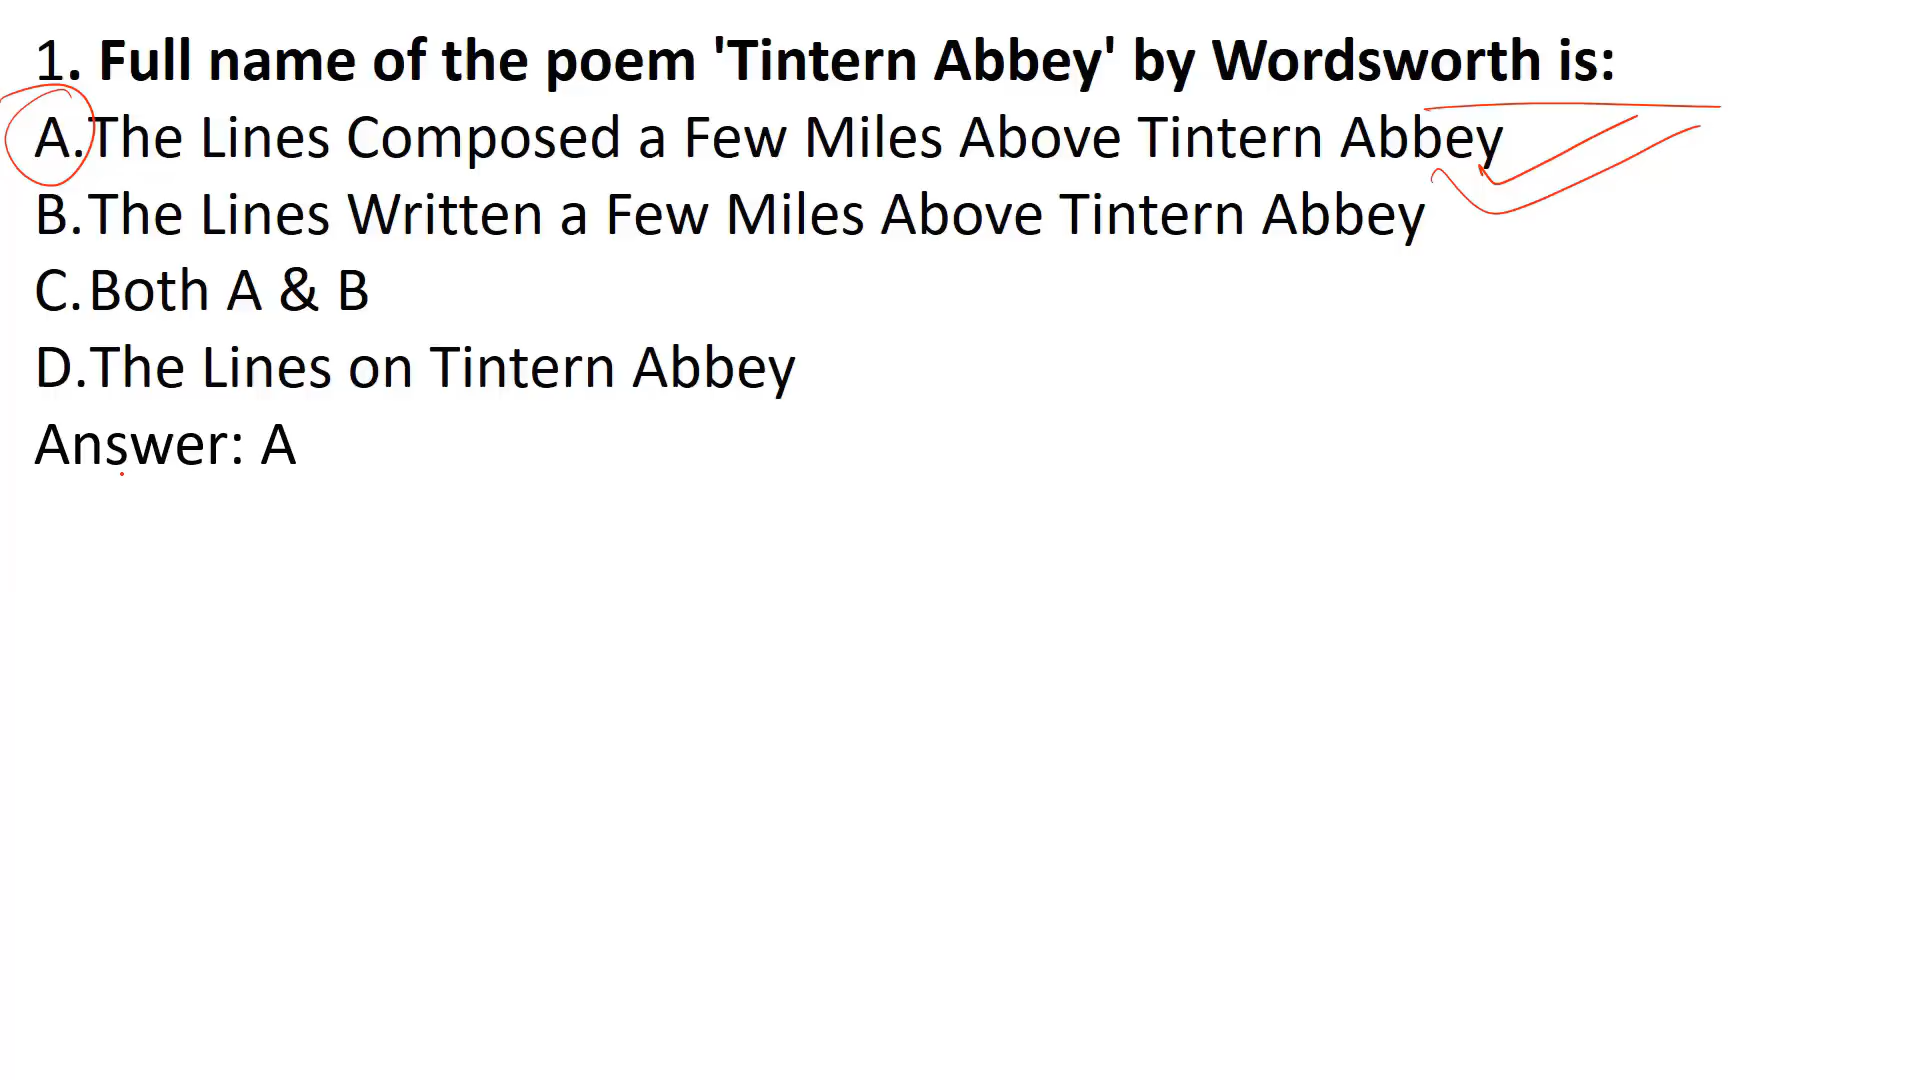 1. Full name of the poem 'Tintern Abbey' by Wordsworth is:
A.The Lines Composed a Few Miles Above Tintern Abbey
B.The Lines Written a Few Miles Above Tintern Abbey
C.Both A & B
D.The Lines on Tintern Abbey
Answer: A